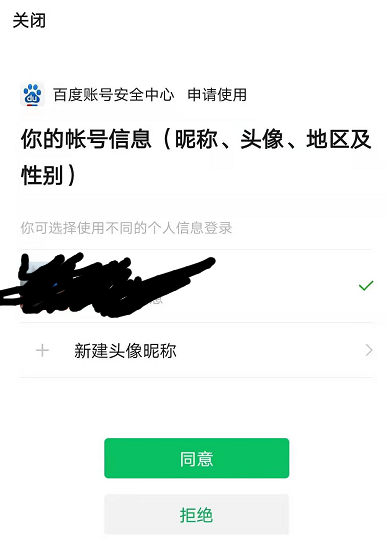 关闭
百度账号安全中心 申请使用
你的帐号信息（昵称、头像、地区及
性别）
你可选择使用不同的个人信息登录
新建头像昵称
同意
拒绝